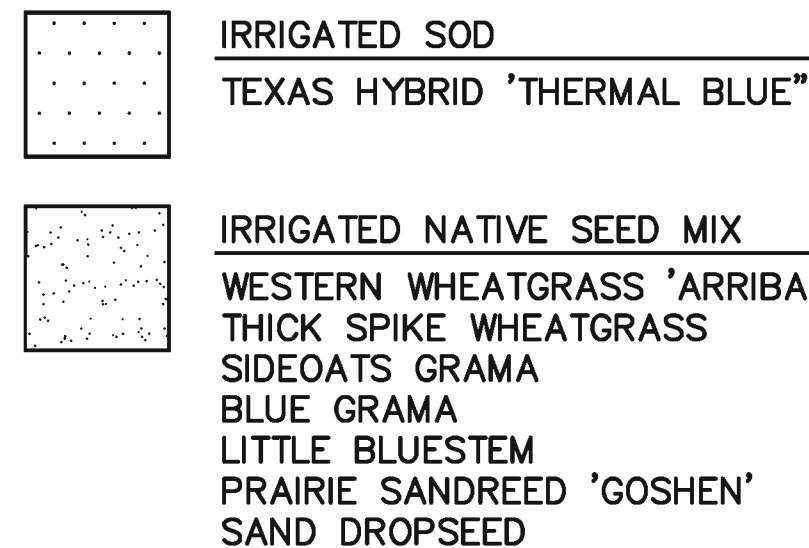 IRRIGATED SOD
TEXAS HYBRID 'THERMAL BLUE"
IRRIGATED NATIVE SEED MIX
WESTERN WHEATGRASS 'ARRIBA
THICK SPIKE WHEATGRASS
SIDEOATS GRAMA
BLUE GRAMA
LITTLE BLUESTEM
PRAIRIE SANDREED 'GOSHEN'
SAND DROPSEED